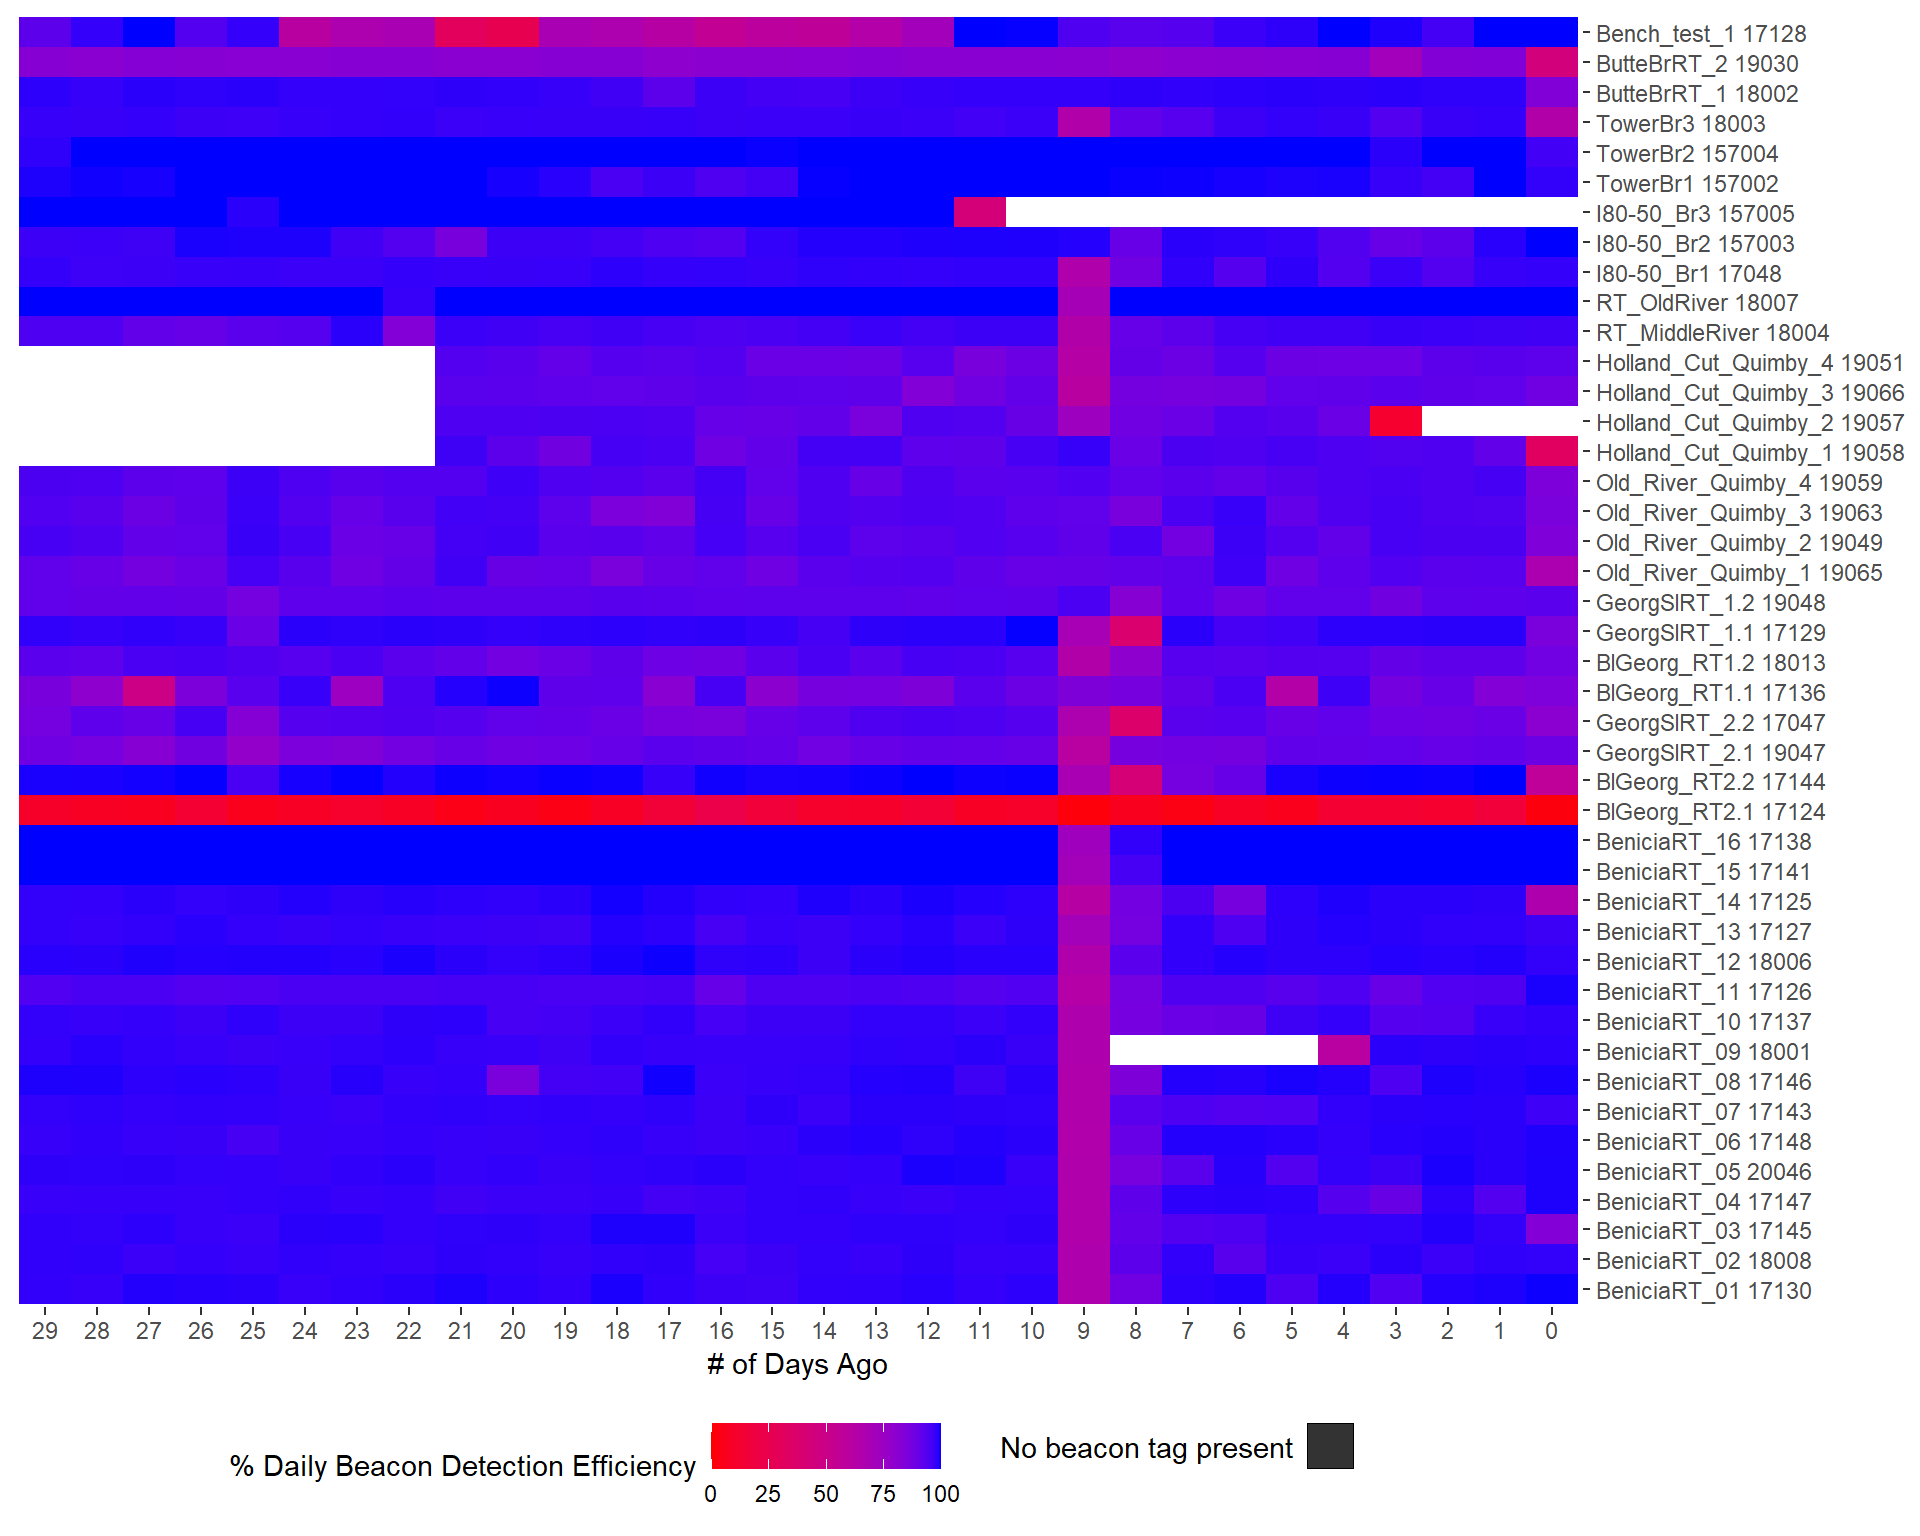 Bench_test_1 17128
ButteBrRT_2 19030
ButteBrRT_1 18002
TowerBr3 18003
TowerBr2 157004
TowerBr1 157002
I80-50_Br3 157005
I80-50_Br2 157003
I80-50_Br1 17048
RT_OldRiver 18007
RT_MiddleRiver 18004
Holland_Cut_Quimby_4 19051
Holland_Cut_Quimby_3 19066
Holland_Cut_Quimby_2 19057
Holland_Cut_Quimby_1 19058
Old_River_Quimby_4 19059
Old_River_Quimby_3 19063
Old_River_Quimby_2 19049
Old_River_Quimby_1 19065
GeorgSlRT_1.2 19048
GeorgSlRT_1.1 17129
BlGeorg_RT1.2 18013
BlGeorg_RT1.1 17136
GeorgSlRT_2.2 17047
GeorgSlRT_2.1 19047
BlGeorg_RT2.2 17144
BlGeorg_RT2.1 17124
BeniciaRT_16 17138
BeniciaRT_15 17141
BeniciaRT_14 17125
BeniciaRT_13 17127
BeniciaRT_12 18006
BeniciaRT_11 17126
BeniciaRT_10 17137
BeniciaRT_09 18001
BeniciaRT_08 17146
BeniciaRT_07 17143
BeniciaRT_06 17148
BeniciaRT_05 20046
BeniciaRT_04 17147
BeniciaRT_03 17145
BeniciaRT_02 18008
BeniciaRT_01 17130
29 28 27 26 25 24 23 22 21 20 19 18 17 16 15 14 13 12 11 10 9 8 7 6 5 4 3 2 1 0
# of Days Ago
% Daily Beacon Detection Efficiency
0 25 50 75 100
No beacon tag present